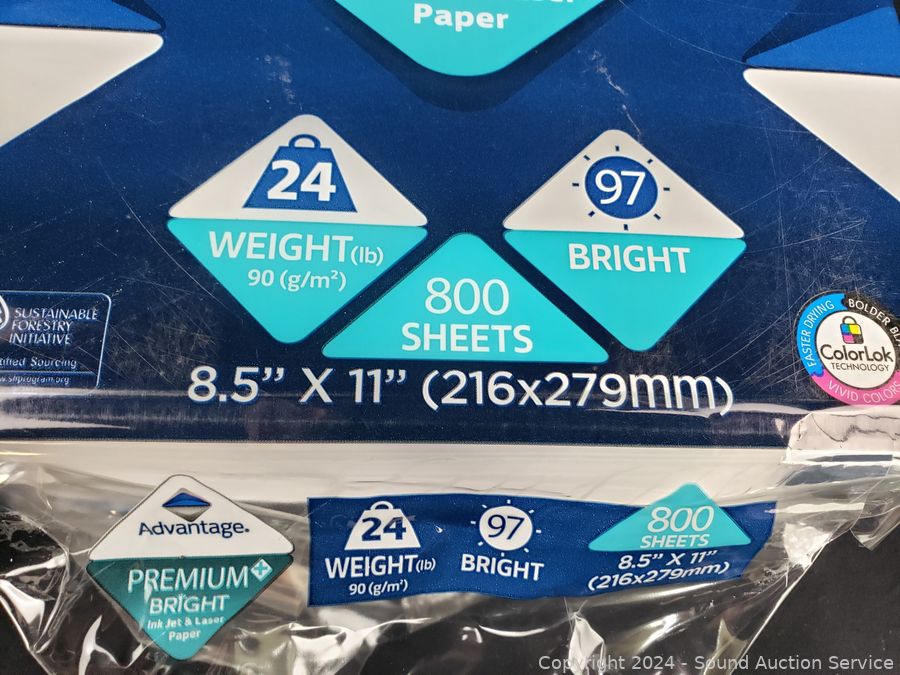 Paper
24
WEIGHT(lb)
90 (g/m²)
97
BRIGHT
800
SHEETS
8.5” X 11” (216x279mm)
SUSTAINABLE
FORESTRY
INITIATIVE
Sourcing
FASTER DRYING
BOLDER
ColorLok
TECHNOLOGY
VIVID COLORS
Advantage.
PREMIUM+
BRIGHT
Ink Jet & Laser
Paper
24
WEIGHT(lb)
90 (g/m²)
97
BRIGHT
800
SHEETS
8.5” X 11”
(216x279mm)
Copyright 2024 - Sound Auction Service